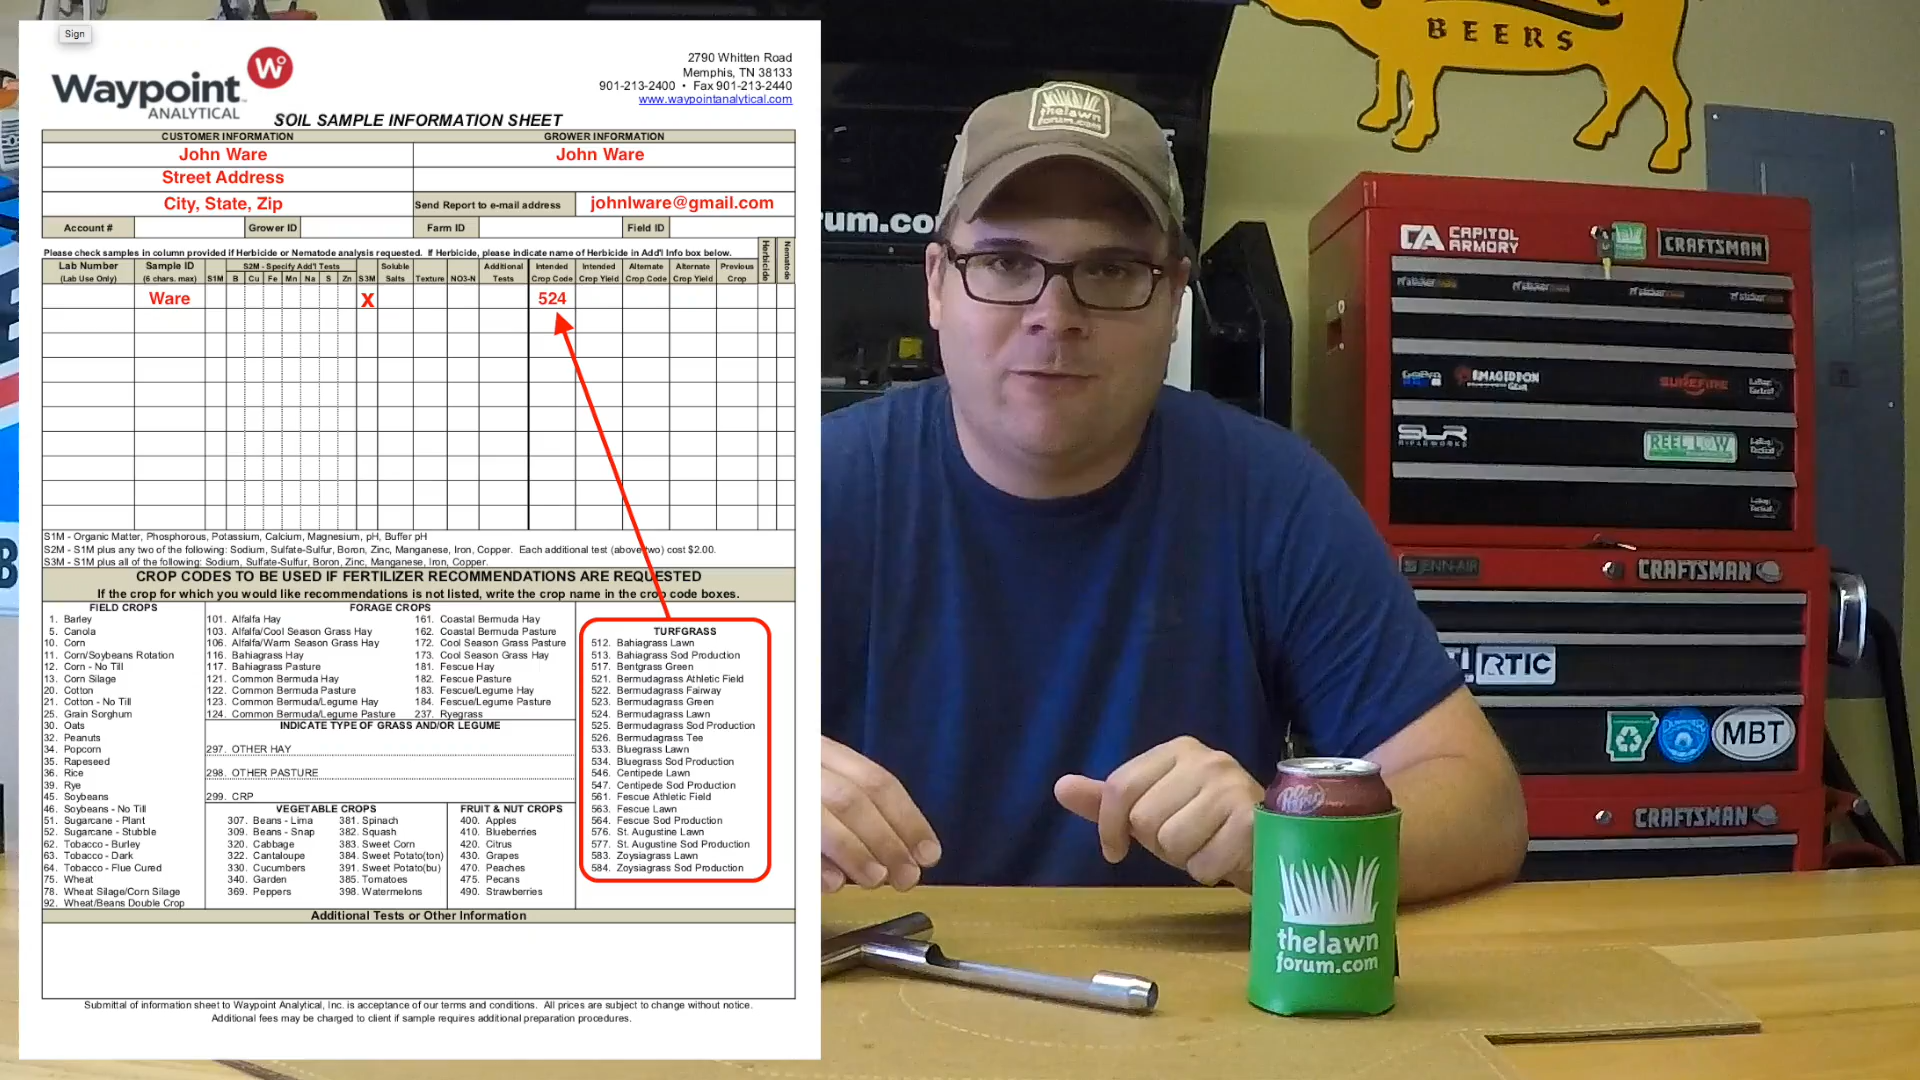 Sign
Waypoint
ANALYTICAL
2790 Whitten Road
Memphis, TN 38133
901-213-2400 • Fax 901-213-2440
www.waypointanalytical.com
SOIL SAMPLE INFORMATION SHEET
CUSTOMER INFORMATION GROWER INFORMATION
John Ware John Ware
Street Address
City, State, Zip Send Report to e-mail address johnlware@gmail.com
Account # Grower ID Farm ID Field ID
Please check samples in column provided if Herbicide or Nematode analysis requested. If Herbicide, please indicate name of Herbicide in Add'l Info box below.
Herbicide
Nematode
Lab Number Sample ID S2M - Specify Add'l Tests Soluble Additional Intended Intended Alternate Alternate Previous
(Lab Use Only) (6 chars. max) S1M B Cu Fe Mn Na S Zn S3M Salts Texture NO3-N Tests Crop Code Crop Yield Crop Code Crop Yield Crop
Ware X 524
S1M - Organic Matter, Phosphorous, Potassium, Calcium, Magnesium, pH, Buffer pH
S2M - S1M plus any two of the following: Sodium, Sulfate-Sulfur, Boron, Zinc, Manganese, Iron, Copper. Each additional test (above two) cost $2.00.
S3M - S1M plus all of the following: Sodium, Sulfate-Sulfur, Boron, Zinc, Manganese, Iron, Copper.
CROP CODES TO BE USED IF FERTILIZER RECOMMENDATIONS ARE REQUESTED
If the crop for which you would like recommendations is not listed, write the crop name in the crop code boxes.
FIELD CROPS
1. Barley
5. Canola
10. Corn
11. Corn/Soybeans Rotation
12. Corn - No Till
13. Corn Silage
20. Cotton
21. Cotton - No Till
25. Grain Sorghum
30. Oats
32. Peanuts
34. Popcorn
35. Rapeseed
36. Rice
39. Rye
45. Soybeans
46. Soybeans - No Till
51. Sugarcane - Plant
52. Sugarcane - Stubble
62. Tobacco - Burley
63. Tobacco - Dark
64. Tobacco - Flue Cured
75. Wheat
78. Wheat Silage/Corn Silage
92. Wheat/Beans Double Crop
FORAGE CROPS
101. Alfalfa Hay 161. Coastal Bermuda Hay
103. Alfalfa/Cool Season Grass Hay 162. Coastal Bermuda Pasture
106. Alfalfa/Warm Season Grass Hay 172. Cool Season Grass Pasture
116. Bahiagrass Hay 173. Cool Season Grass Hay
117. Bahiagrass Pasture 181. Fescue Hay
121. Common Bermuda Hay 182. Fescue Pasture
122. Common Bermuda Pasture 183. Fescue/Legume Hay
123. Common Bermuda/Legume Hay 184. Fescue/Legume Pasture
124. Common Bermuda/Legume Pasture 237. Ryegrass
INDICATE TYPE OF GRASS AND/OR LEGUME
297. OTHER HAY
298. OTHER PASTURE
299. CRP
VEGETABLE CROPS
307. Beans - Lima 381. Spinach
309. Beans - Snap 382. Squash
320. Cabbage 383. Sweet Corn
322. Cantaloupe 384. Sweet Potato(ton)
330. Cucumbers 391. Sweet Potato(bu)
340. Garden 385. Tomatoes
369. Peppers 398. Watermelons
FRUIT & NUT CROPS
400. Apples
410. Blueberries
420. Citrus
430. Grapes
470. Peaches
475. Pecans
490. Strawberries
TURFGRASS
512. Bahiagrass Lawn
513. Bahiagrass Sod Production
517. Bentgrass Green
521. Bermudagrass Athletic Field
522. Bermudagrass Fairway
523. Bermudagrass Green
524. Bermudagrass Lawn
525. Bermudagrass Sod Production
526. Bermudagrass Tee
533. Bluegrass Lawn
534. Bluegrass Sod Production
546. Centipede Lawn
547. Centipede Sod Production
561. Fescue Athletic Field
563. Fescue Lawn
564. Fescue Sod Production
576. St. Augustine Lawn
577. St. Augustine Sod Production
583. Zoysiagrass Lawn
584. Zoysiagrass Sod Production
Additional Tests or Other Information
Submittal of information sheet to Waypoint Analytical, Inc. is acceptance of our terms and conditions. All prices are subject to change without notice.
Additional fees may be charged to client if sample requires additional preparation procedures.
BEERS
thelawn
forum.com
rum.co
CAPITOL
ARMORY
CRAFTSMAN
GoPro
ARMAGEDDON
GEAR
SUREFIRE
SLR
RIFLEWORKS
REEL LOW
JENN-AIR
CRAFTSMAN
RTIC
MBT
CRAFTSMAN
Dr Pepper
thelawn
forum.com